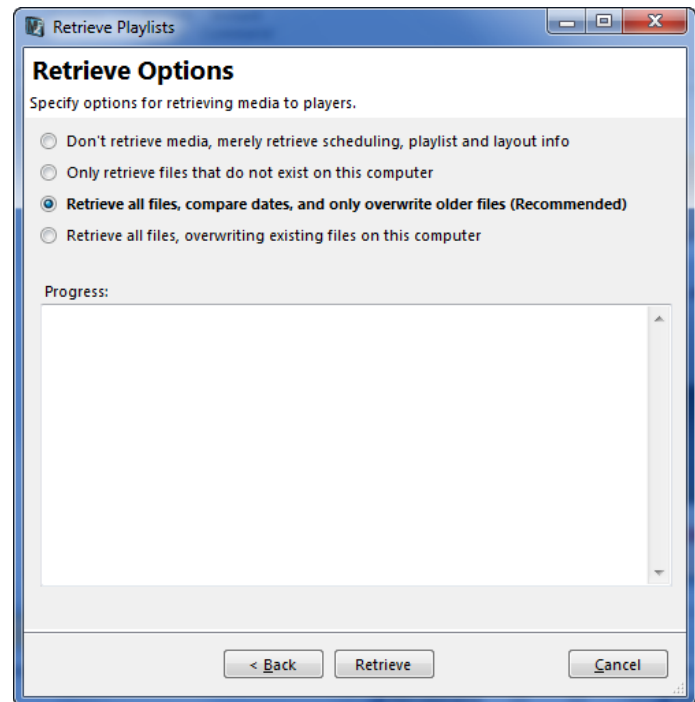 Retrieve Playlists
Retrieve Options
Specify options for retrieving media to players.
Don't retrieve media, merely retrieve scheduling, playlist and layout info
Only retrieve files that do not exist on this computer
Retrieve all files, compare dates, and only overwrite older files (Recommended)
Retrieve all files, overwriting existing files on this computer
Progress:
< Back Retrieve Cancel